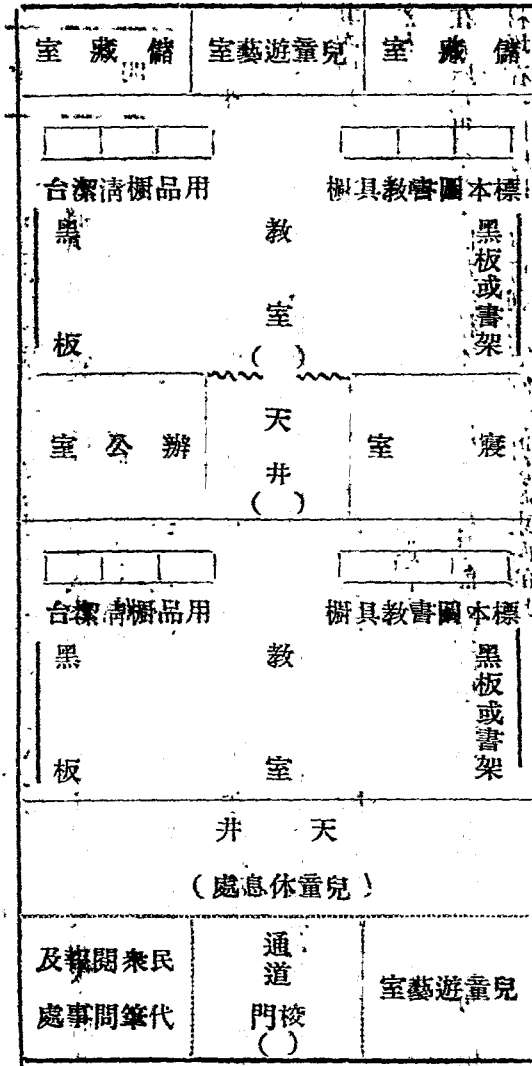 儲藏室
兒童遊藝室
儲藏室
標本圖書教具櫥
用品櫥清潔台
黑板或書架
教室
( )
黑板
寢室
天井
( )
辦公室
標本圖書教具櫥
用品櫥清潔台
黑板或書架
教室
黑板
天井
(兒童休息處)
兒童遊藝室
通道
棱門
( )
民衆閱報及
代筆問事處